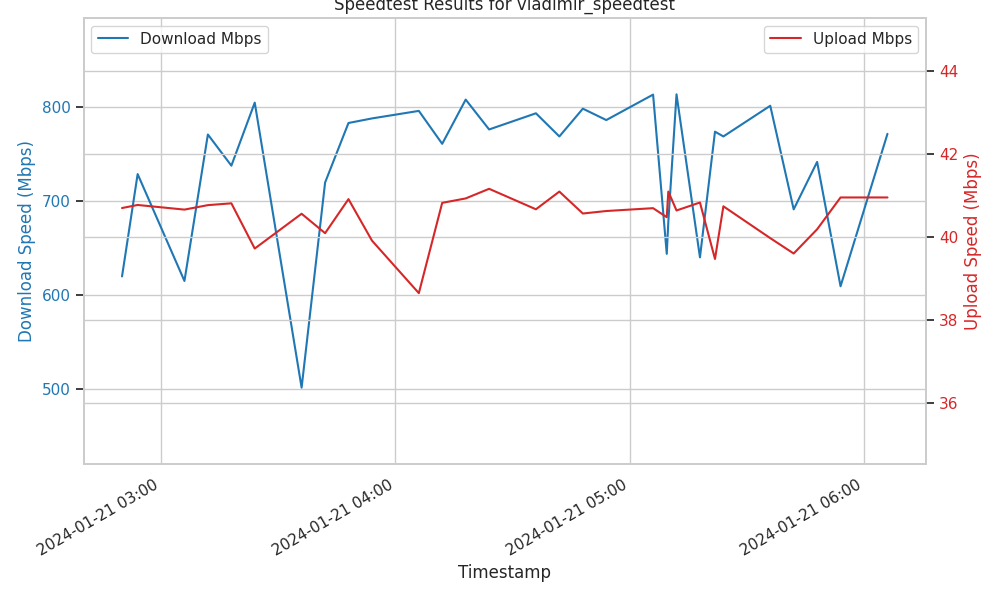 Speedtest Results for vladimir_speedtest
Download Mbps
Upload Mbps
Download Speed (Mbps)
800
700
600
500
44
42
40
38
36
Upload Speed (Mbps)
2024-01-21 03:00
2024-01-21 04:00
2024-01-21 05:00
2024-01-21 06:00
Timestamp